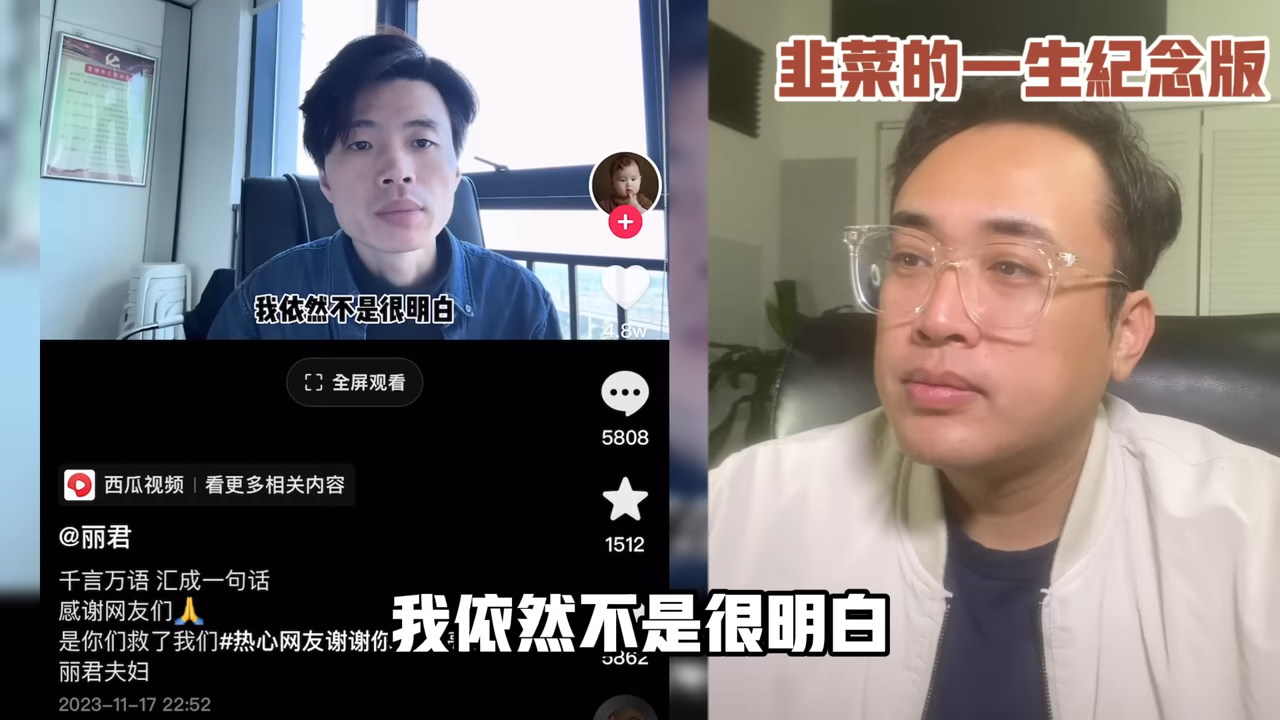 韭菜的一生紀念版
我依然不是很明白
4.8w
全屏观看
5808
西瓜视频 | 看更多相关内容
1512
@丽君
千言万语 汇成一句话
感谢网友们🙏
是你们救了我们#热心网友谢谢你
丽君夫妇
5862
2023-11-17 22:52
我依然不是很明白